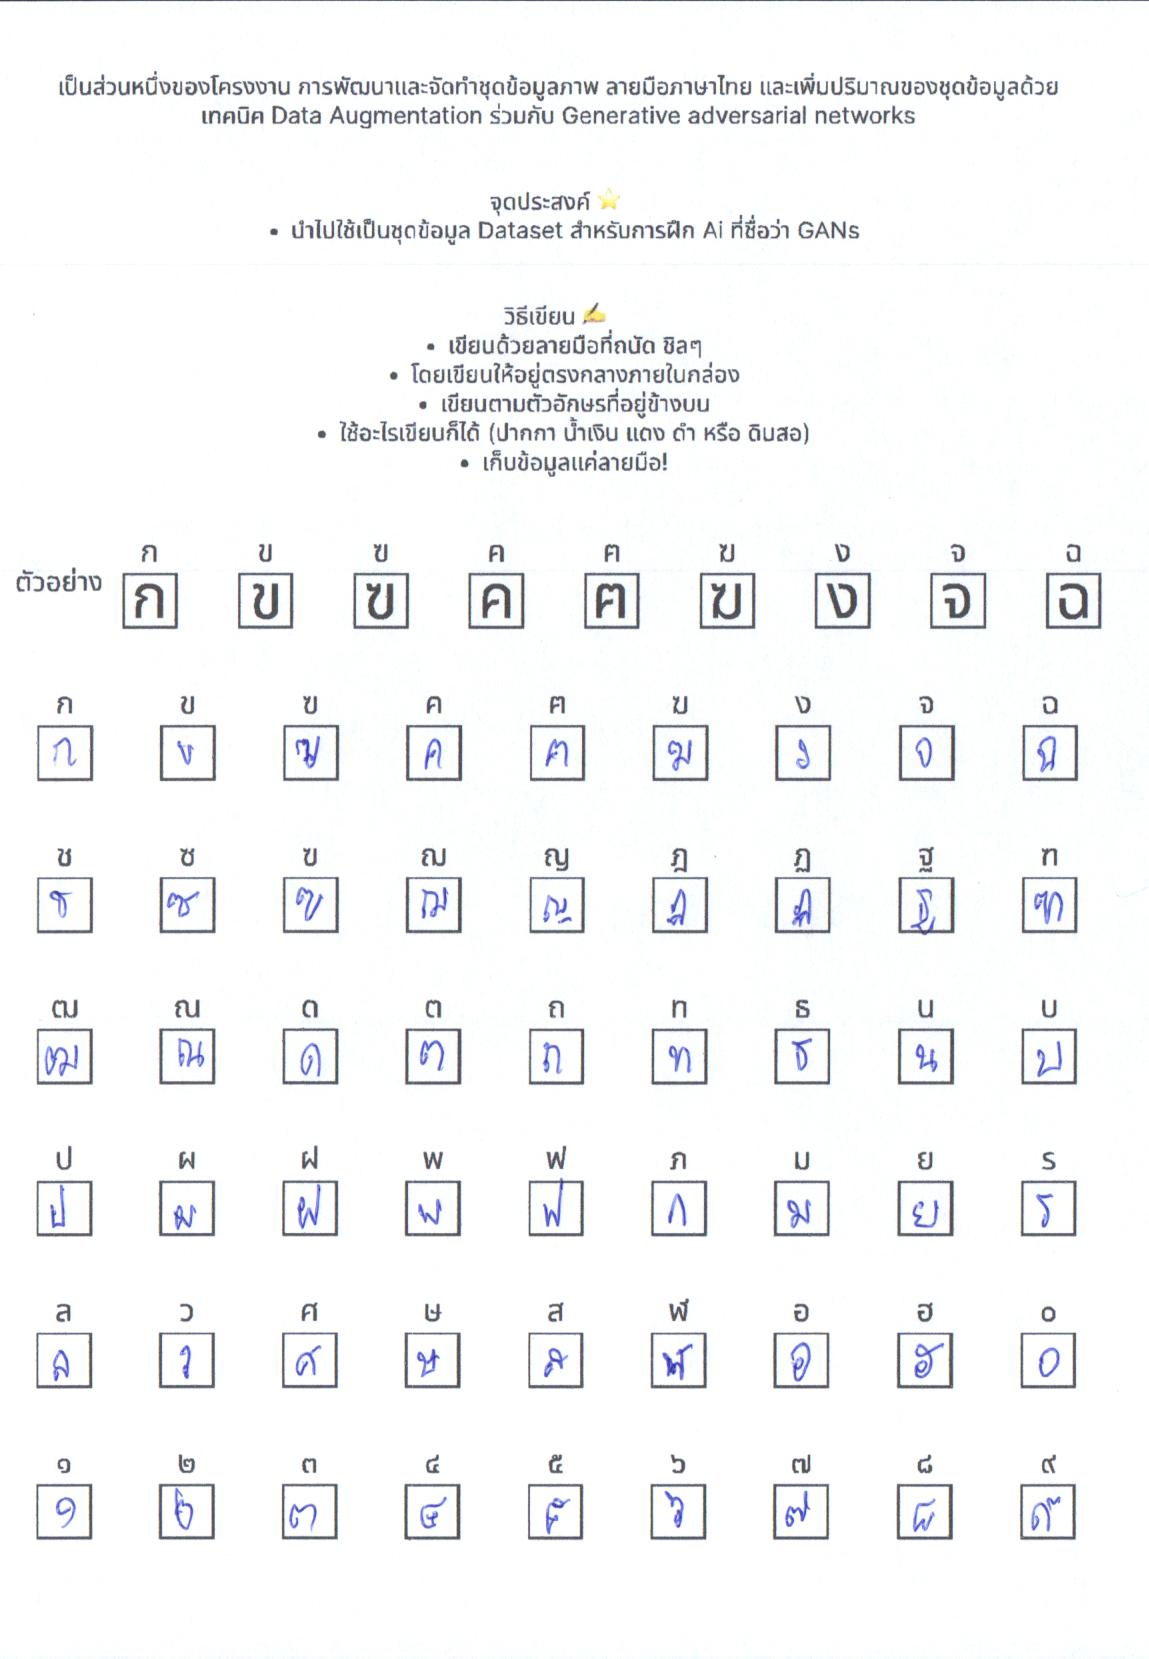 เป็นส่วนหนึ่งของโครงงาน การพัฒนาและจัดทำชุดข้อมูลภาพ ลายมือภาษาไทย และเพิ่มปริมาณของชุดข้อมูลด้วย
เทคนิค Data Augmentation ร่วมกับ Generative adversarial networks
จุดประสงค์ ⭐
• นำไปใช้เป็นชุดข้อมูล Dataset สำหรับการฝึก Ai ที่ชื่อว่า GANs
วิธีเขียน ✍
• เขียนด้วยลายมือที่ถนัด ชิลๆ
• โดยเขียนให้อยู่ตรงกลางภายในกล่อง
• เขียนตามตัวอักษรที่อยู่ข้างบน
• ใช้อะไรเขียนก็ได้ (ปากกา น้ำเงิน แดง ดำ หรือ ดินสอ)
• เก็บข้อมูลแค่ลายมือ!
ก ข ฃ ค ฅ ฆ ง จ ฉ
ตัวอย่าง ก ข ฃ ค ฅ ฆ ง จ ฉ
ก ข ฃ ค ฅ ฆ ง จ ฉ
ก ข ฃ ค ฅ ฆ ง จ ฉ
ช ซ ฃ ฌ ญ ฎ ฏ ฐ ฑ
ช ซ ฃ ฌ ญ ฎ ฏ ฐ ฑ
ฒ ณ ด ต ถ ท ธ น บ
ฒ ณ ด ต ถ ท ธ น บ
ป ผ ฝ พ ฟ ภ ม ย ร
ป ผ ฝ พ ฟ ภ ม ย ร
ล ว ศ ษ ส ฬ อ ฮ ๐
ล ว ศ ษ ส ฬ อ ฮ ๐
๑ ๒ ๓ ๔ ๕ ๖ ๗ ๘ ๙
๑ ๒ ๓ ๔ ๕ ๖ ๗ ๘ ๙